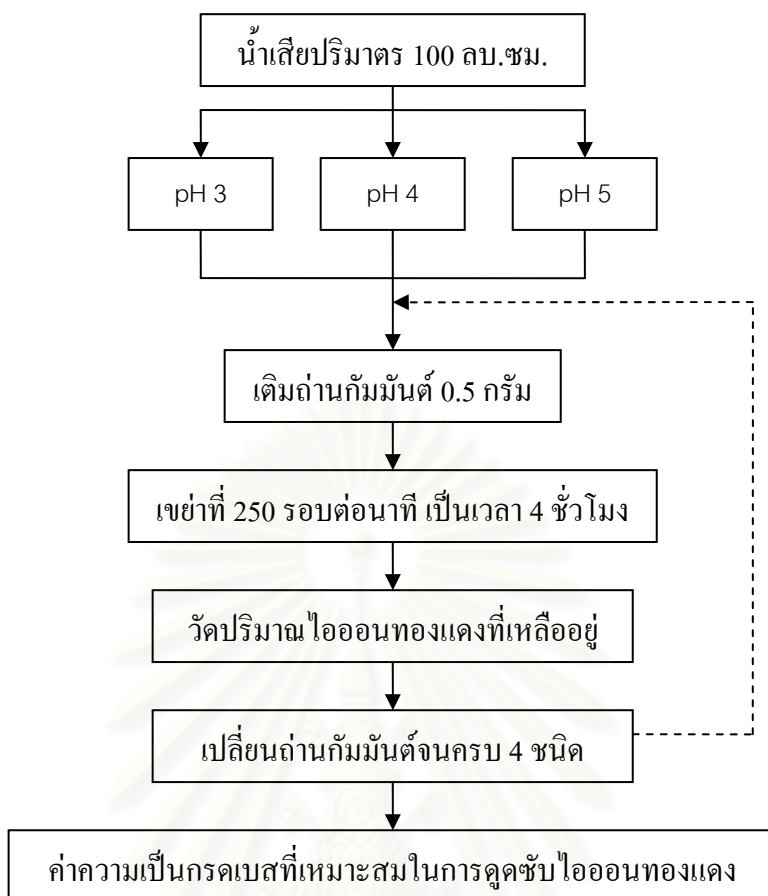 น้ำเสียปริมาตร 100 ลบ.ซม.
pH 3
pH 4
pH 5
เติมถ่านกัมมันต์ 0.5 กรัม
เขย่าที่ 250 รอบต่อนาที เป็นเวลา 4 ชั่วโมง
วัดปริมาณไอออนทองแดงที่เหลืออยู่
เปลี่ยนถ่านกัมมันต์จนครบ 4 ชนิด
ค่าความเป็นกรดเบสที่เหมาะสมในการดูดซับไอออนทองแดง